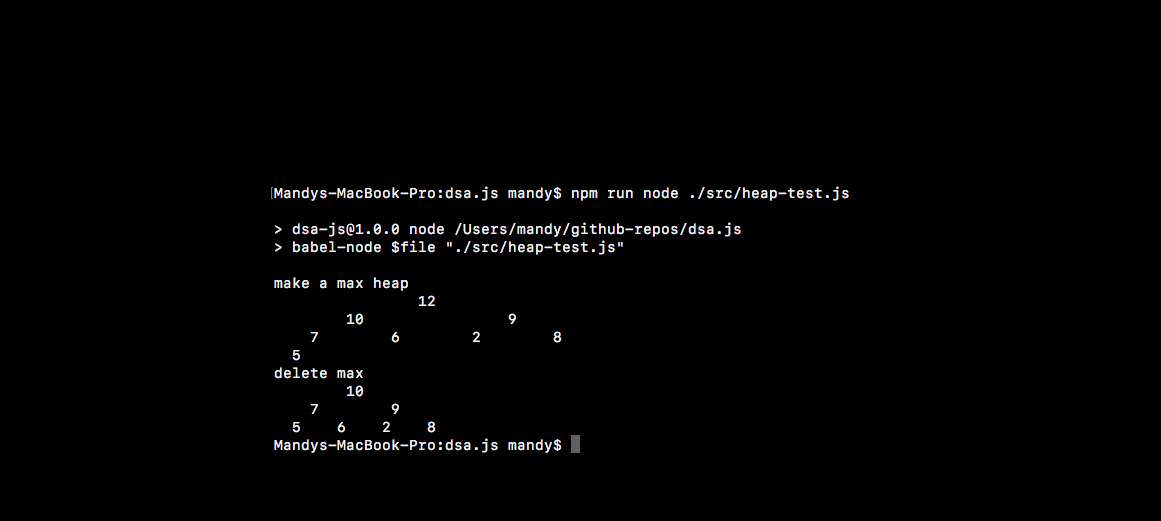 Mandys-MacBook-Pro:dsa.js mandy$ npm run node ./src/heap-test.js
> dsa-js@1.0.0 node /Users/mandy/github-repos/dsa.js
> babel-node $file "./src/heap-test.js"
make a max heap
12
10 9
7 6 2 8
5
delete max
10
7 9
5 6 2 8
Mandys-MacBook-Pro:dsa.js mandy$